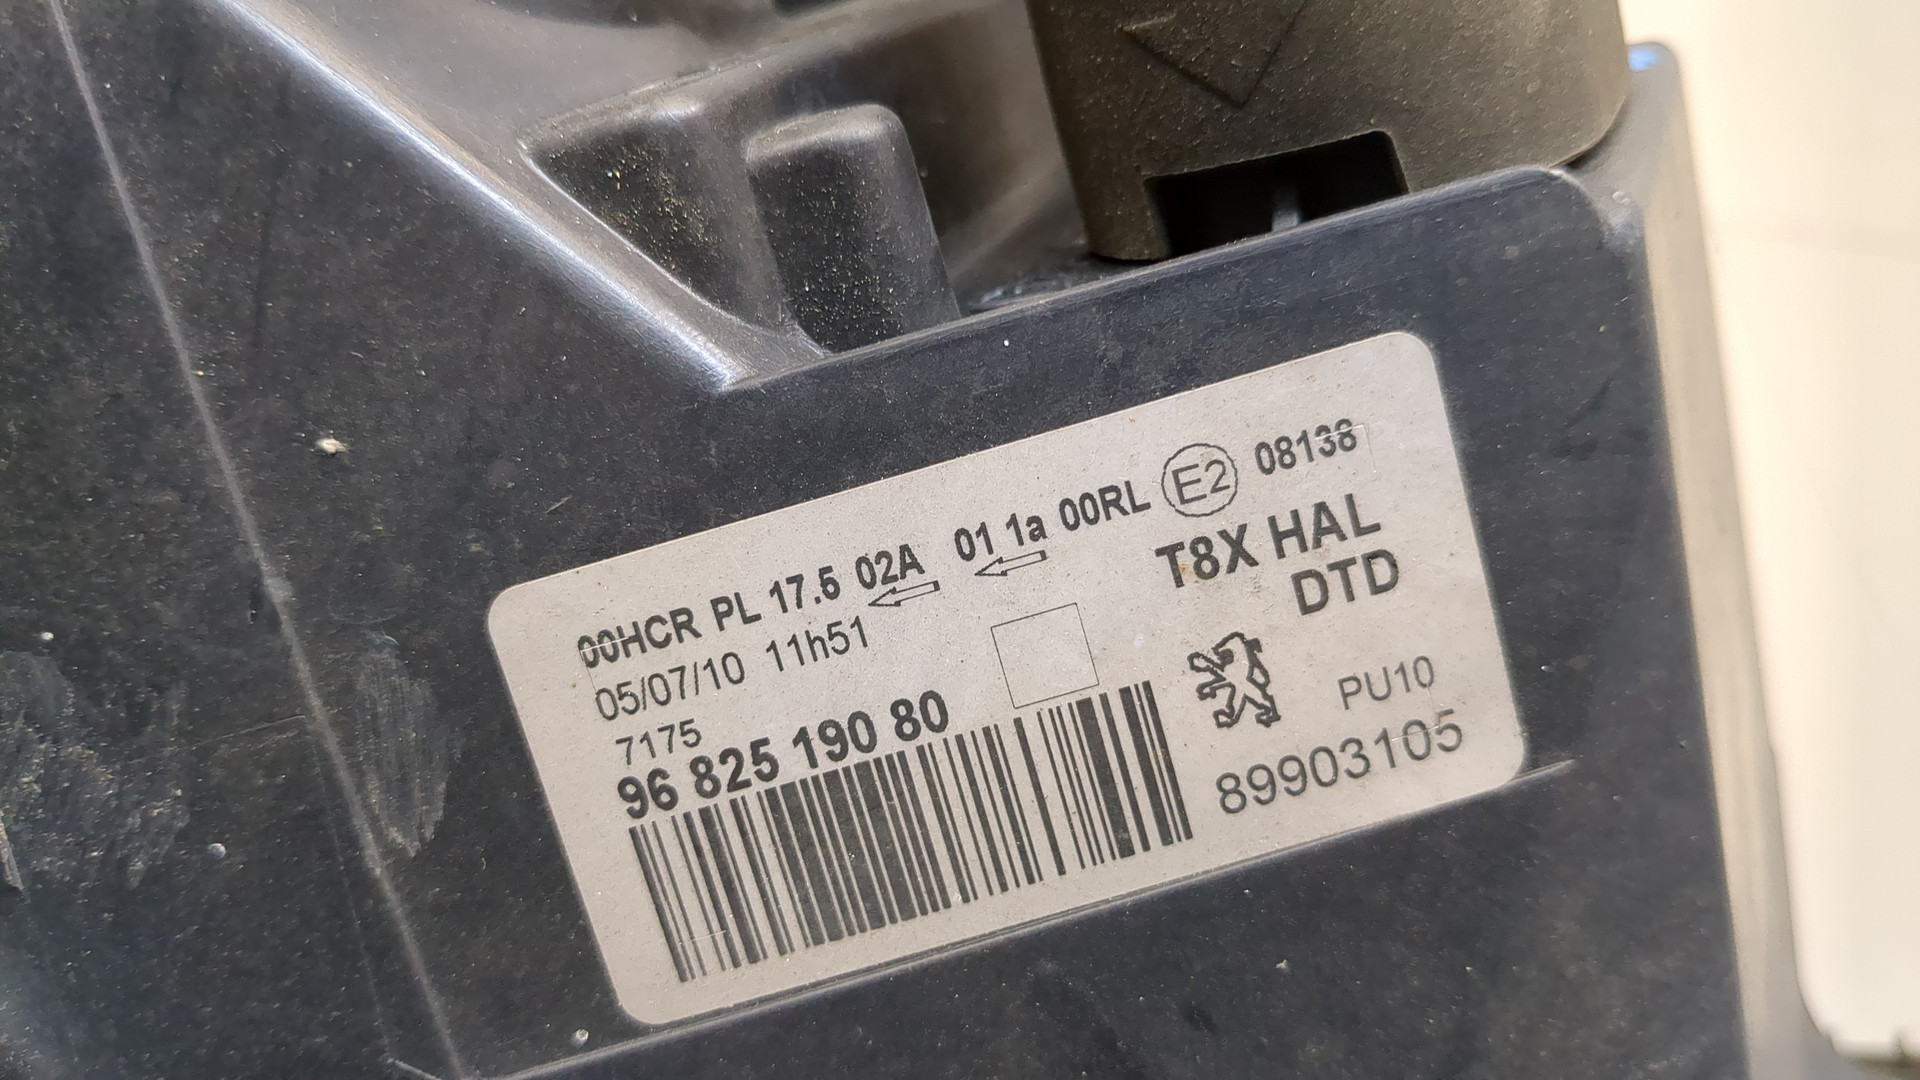 00HCR PL 17.5 02A 01 1a 00RL E2 08138
05/07/10 11h51
T8X HAL
DTD
7175
96 825 190 80
PU10
89903105